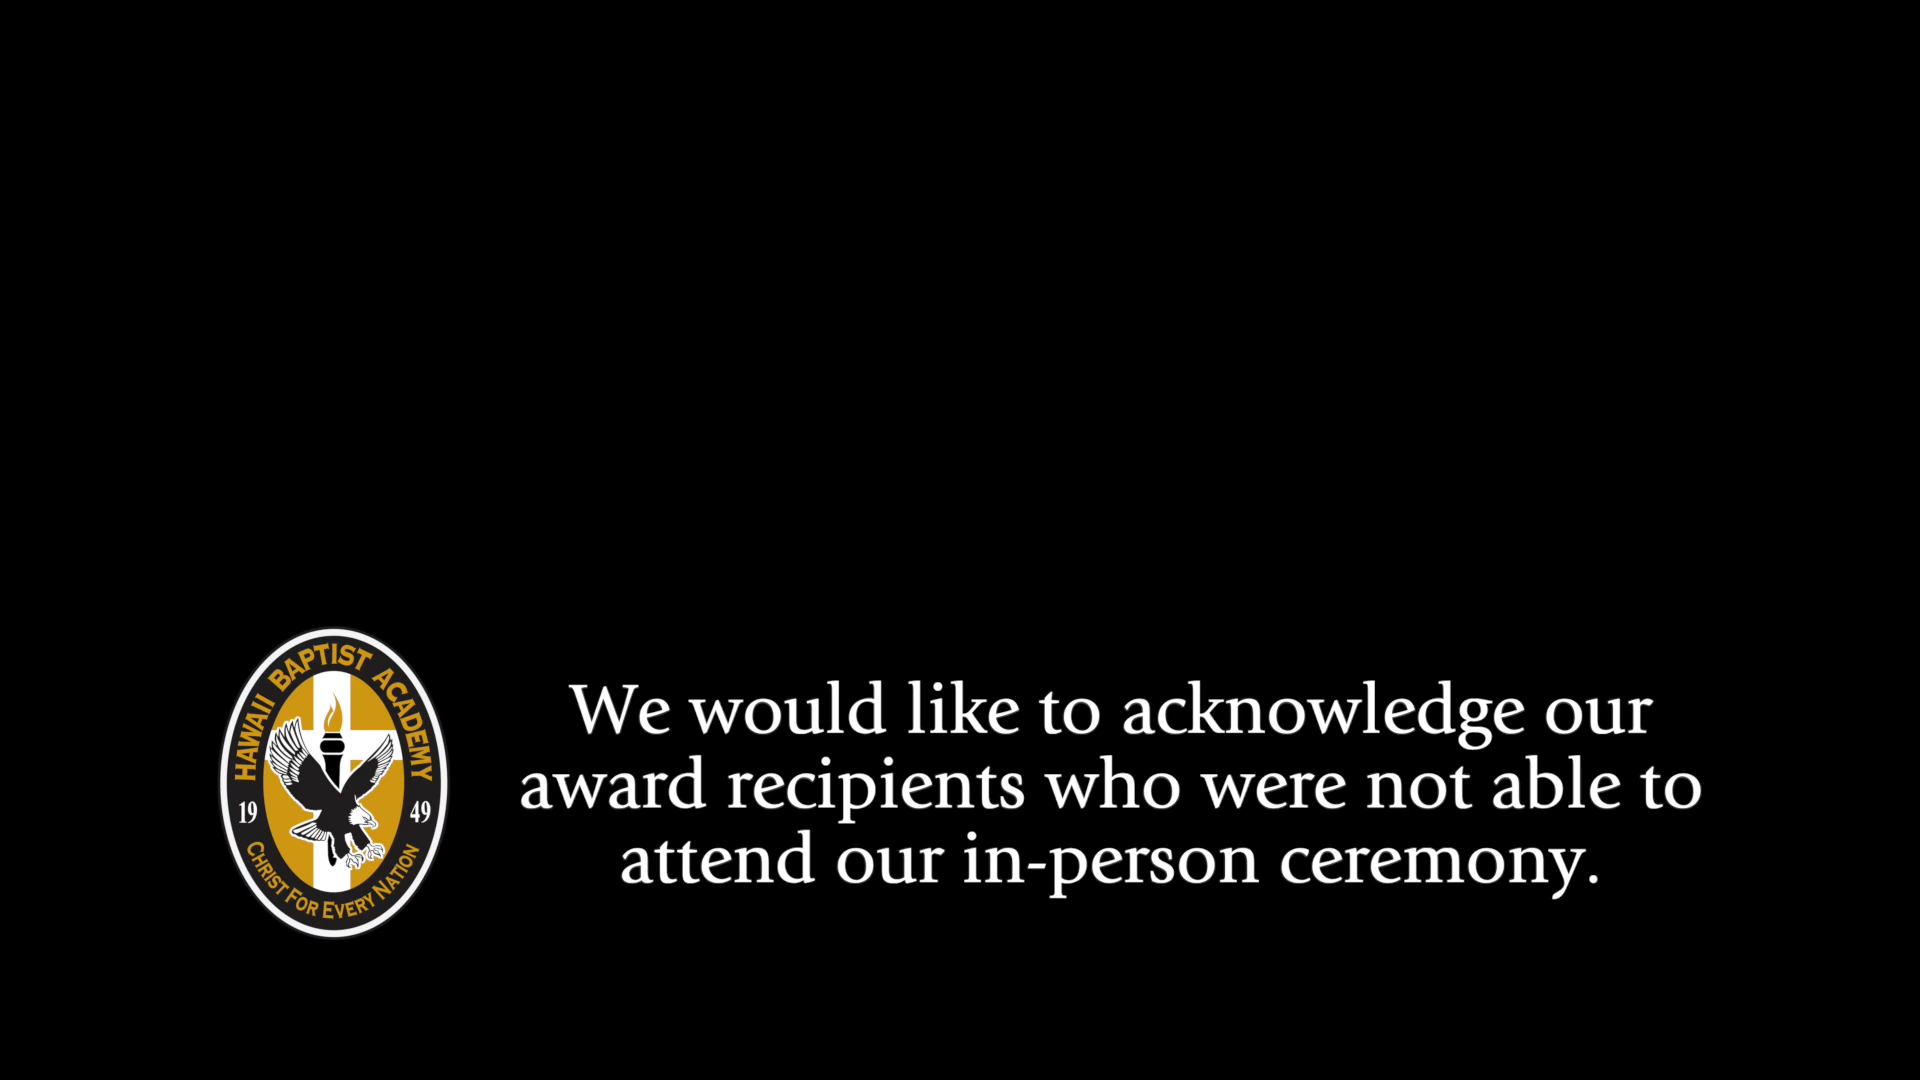 HAWAII BAPTIST ACADEMY
19 49
CHRIST FOR EVERY NATION
We would like to acknowledge our
award recipients who were not able to
attend our in-person ceremony.